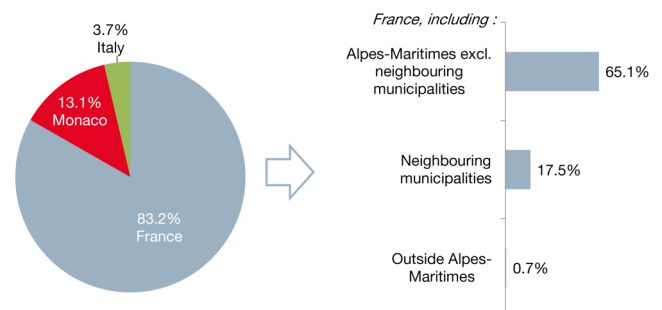 3.7%
Italy
13.1%
Monaco
83.2%
France
France, including :
Alpes-Maritimes excl.
neighbouring
municipalities
65.1%
Neighbouring
municipalities
17.5%
Outside Alpes-
Maritimes
0.7%